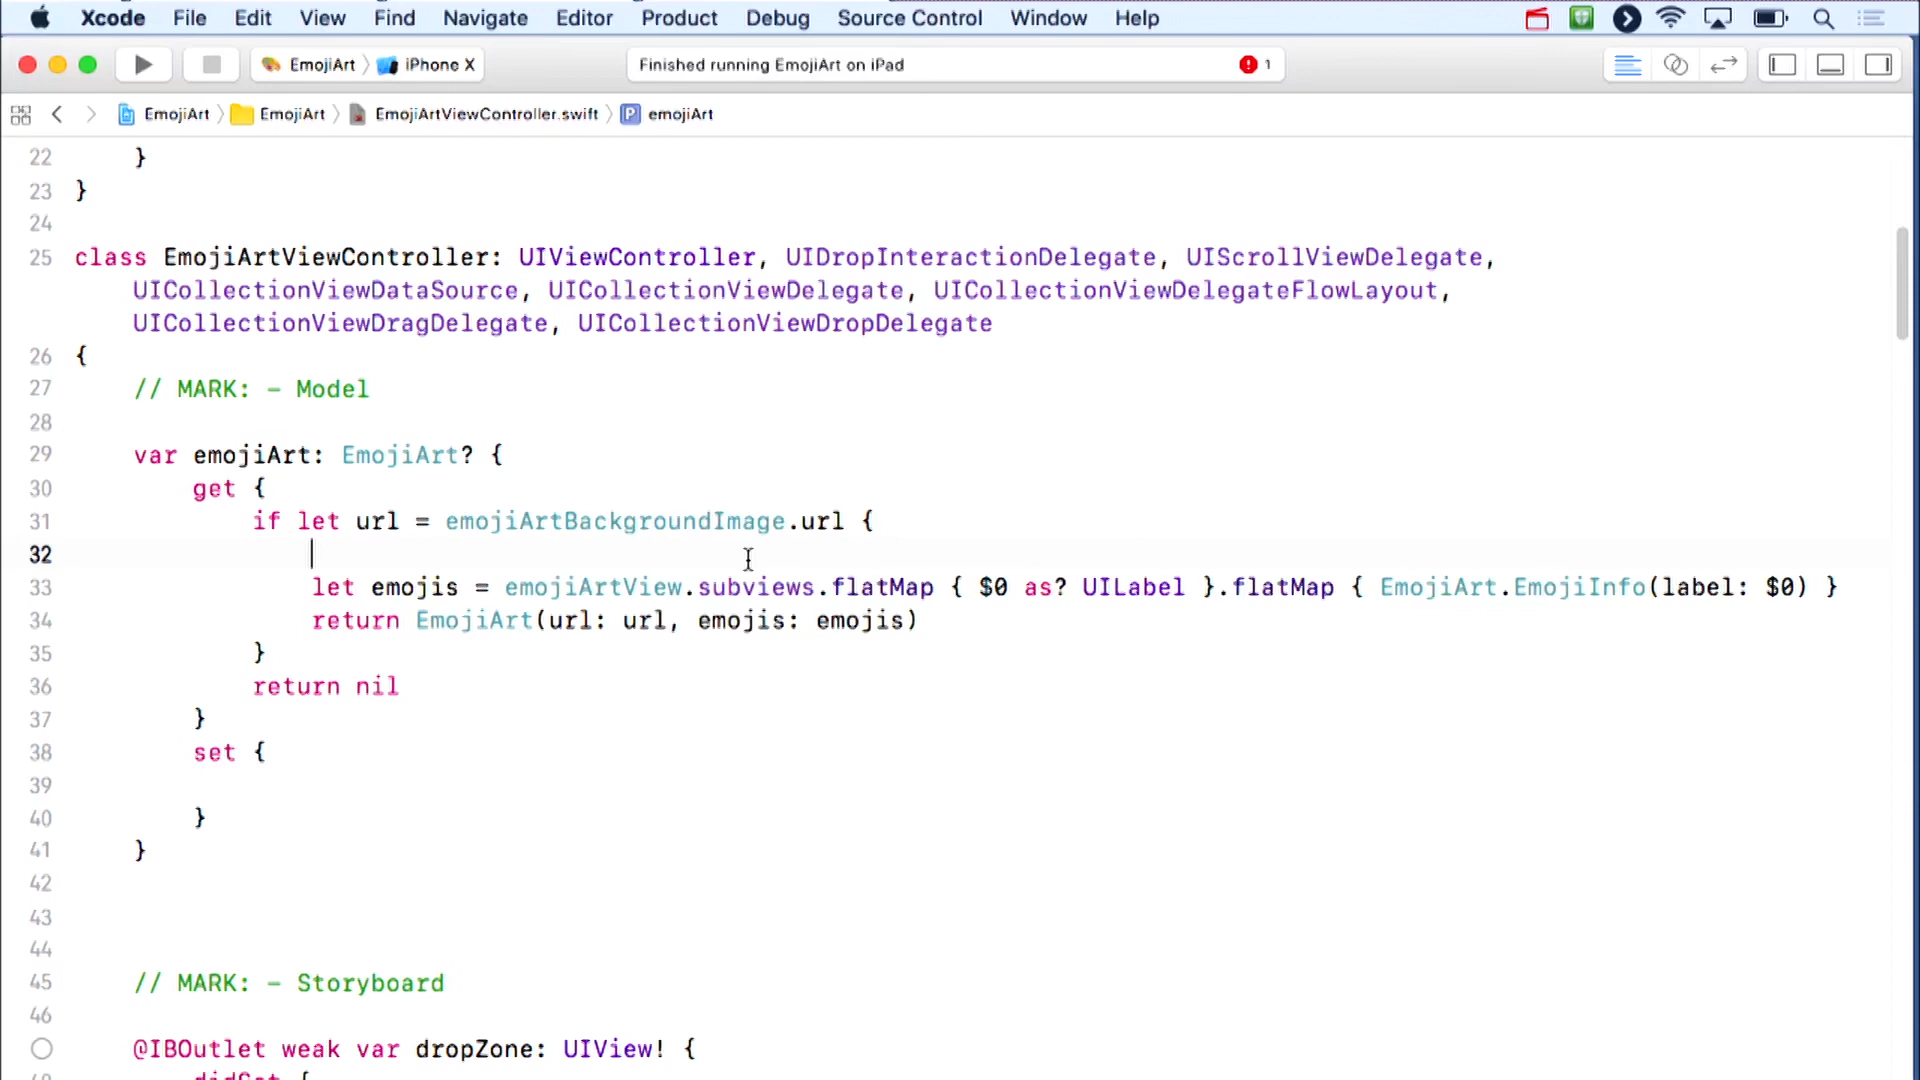 Xcode File Edit View Find Navigate Editor Product Debug Source Control Window Help
EmojiArt iPhone X Finished running EmojiArt on iPad 1
EmojiArt EmojiArt EmojiArtViewController.swift P emojiArt
22 }
23 }
24
25 class EmojiArtViewController: UIViewController, UIDropInteractionDelegate, UIScrollViewDelegate,
UICollectionViewDataSource, UICollectionViewDelegate, UICollectionViewDelegateFlowLayout,
UICollectionViewDragDelegate, UICollectionViewDropDelegate
26 {
27 // MARK: - Model
28
29 var emojiArt: EmojiArt? {
30 get {
31 if let url = emojiArtBackgroundImage.url {
32
33 let emojis = emojiArtView.subviews.flatMap { $0 as? UILabel }.flatMap { EmojiArt.EmojiInfo(label: $0) }
34 return EmojiArt(url: url, emojis: emojis)
35 }
36 return nil
37 }
38 set {
39
40 }
41 }
42
43
44
45 // MARK: - Storyboard
46
@IBOutlet weak var dropZone: UIView! {